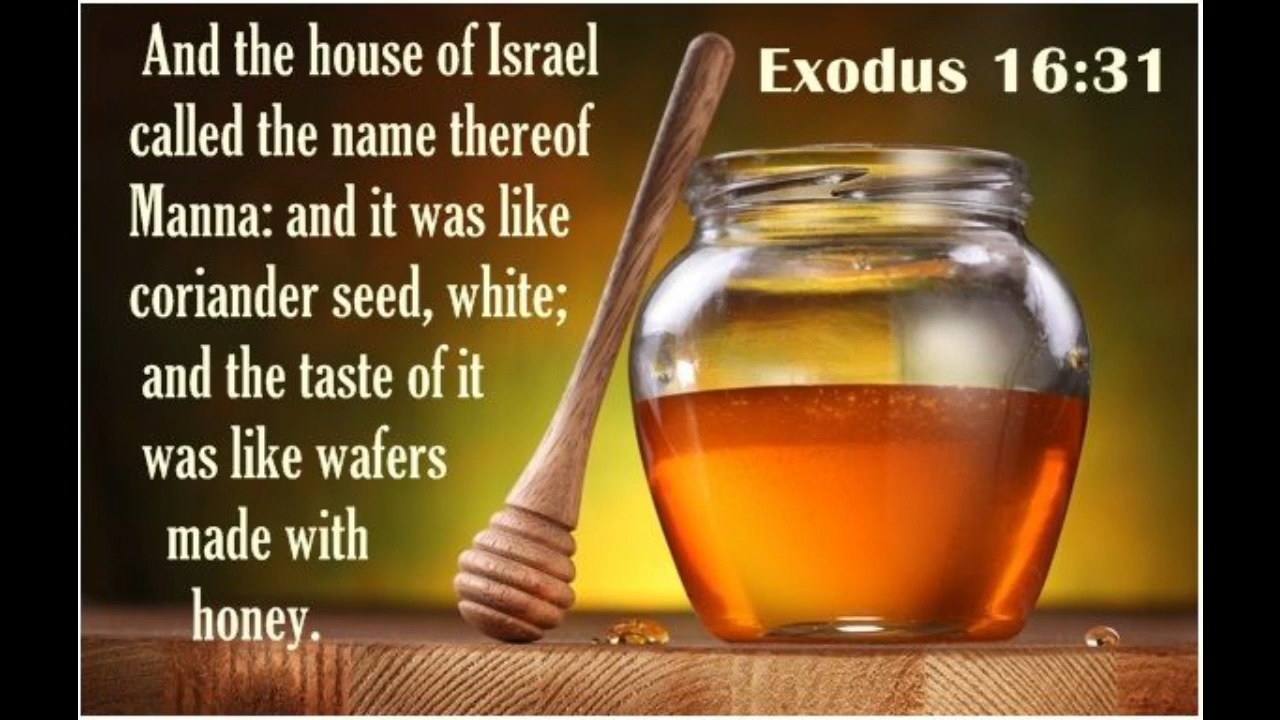 And the house of Israel
called the name thereof
Manna: and it was like
coriander seed, white;
and the taste of it
was like wafers
made with
honey.
Exodus 16:31